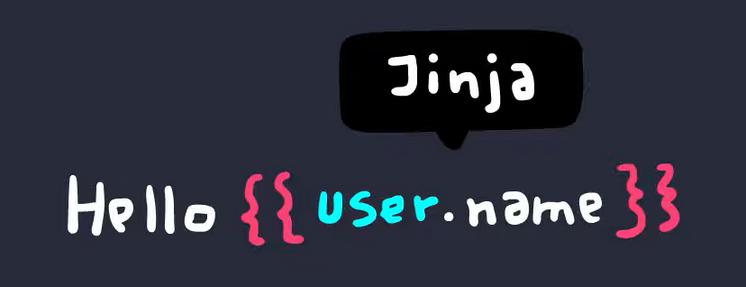 Jinja
Hello {{ user.name }}